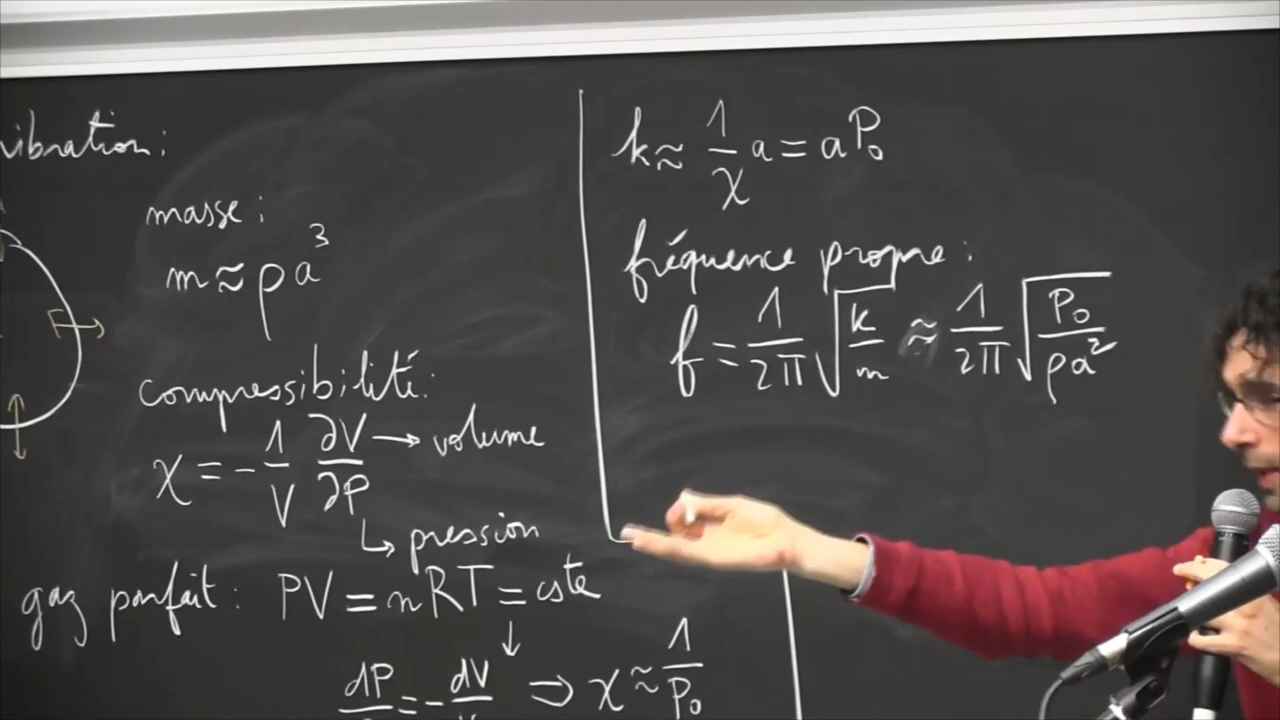 vibration:
masse:
m ≈ ρa³
compressibilité:
χ = - 1/V ∂V/∂P → volume
↳ pression
gaz parfait: PV = nRT = cste
↓
dP/ = - dV/ ⇒ χ ≈ 1/P₀
k ≈ 1/χ a = aP₀
fréquence propre:
f = 1/2π √k/m ≈ 1/2π √P₀/ρa²